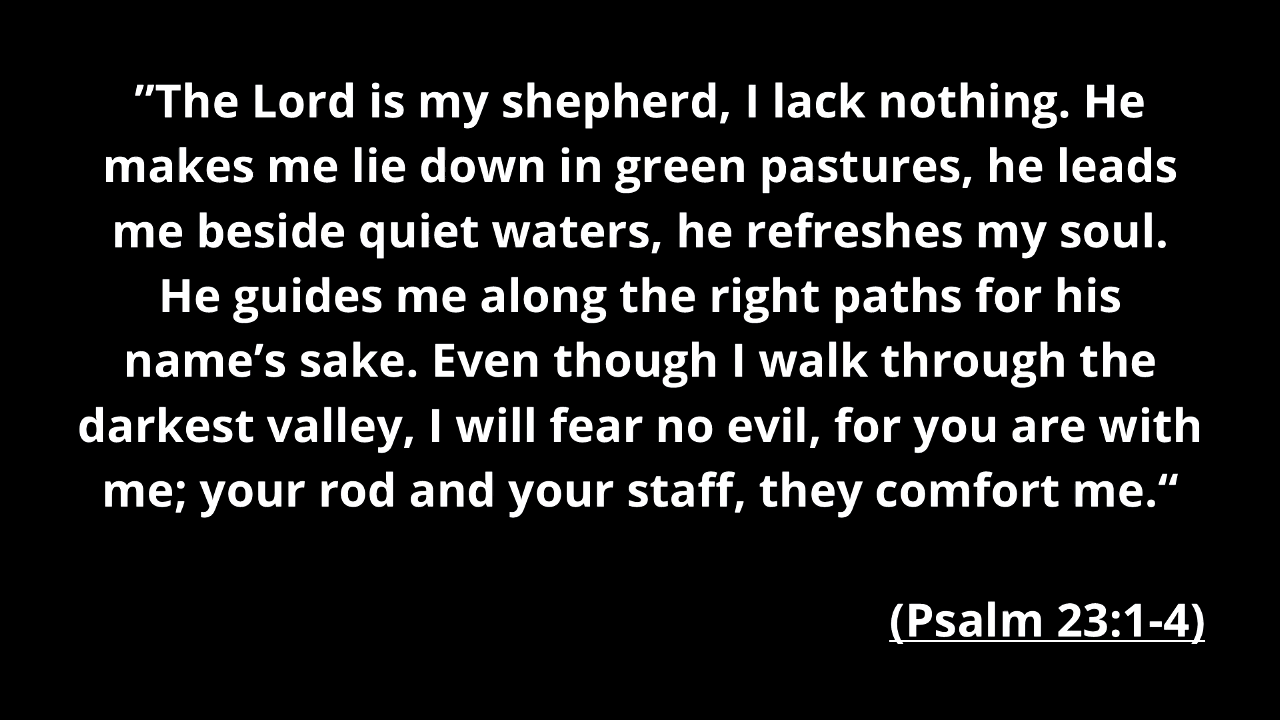 ”The Lord is my shepherd, I lack nothing. He
makes me lie down in green pastures, he leads
me beside quiet waters, he refreshes my soul.
He guides me along the right paths for his
name’s sake. Even though I walk through the
darkest valley, I will fear no evil, for you are with
me; your rod and your staff, they comfort me.“
(Psalm 23:1-4)